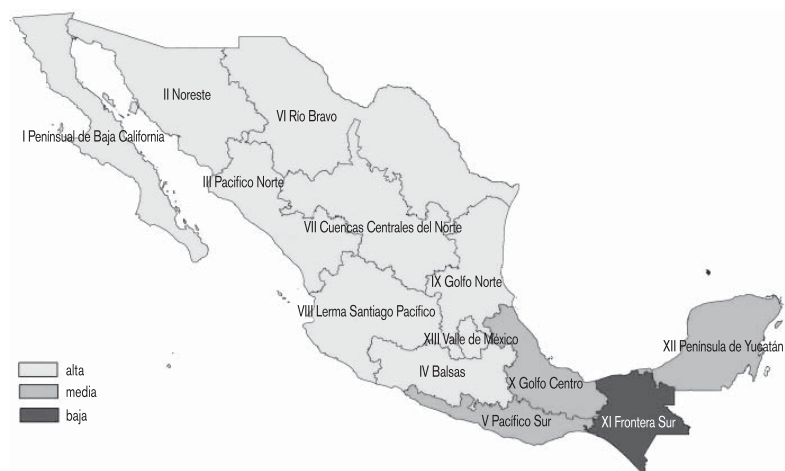 II Noreste
VI Río Bravo
I Penínsual de Baja California
III Pacífico Norte
VII Cuencas Centrales del Norte
IX Golfo Norte
VIII Lerma Santiago Pacífico
XIII Valle de México
XII Península de Yucatán
IV Balsas
X Golfo Centro
V Pacífico Sur
XI Frontera Sur
alta
media
baja